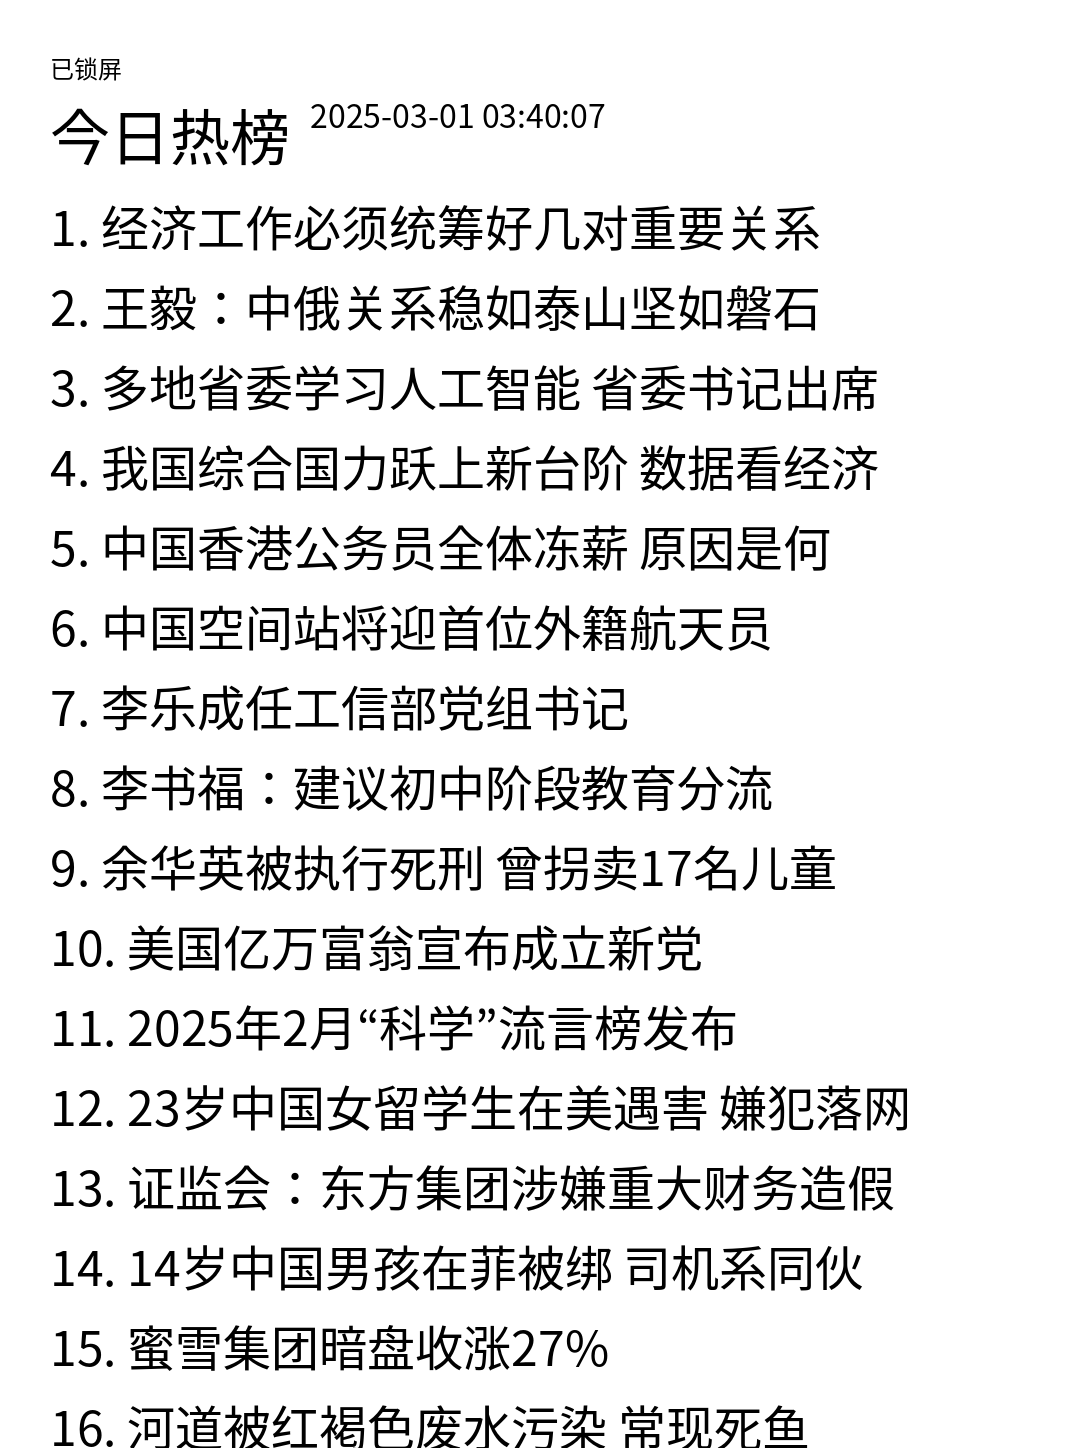 已锁屏
今日热榜 2025-03-01 03:40:07
1. 经济工作必须统筹好几对重要关系
2. 王毅：中俄关系稳如泰山坚如磐石
3. 多地省委学习人工智能 省委书记出席
4. 我国综合国力跃上新台阶 数据看经济
5. 中国香港公务员全体冻薪 原因是何
6. 中国空间站将迎首位外籍航天员
7. 李乐成任工信部党组书记
8. 李书福：建议初中阶段教育分流
9. 余华英被执行死刑 曾拐卖17名儿童
10. 美国亿万富翁宣布成立新党
11. 2025年2月“科学”流言榜发布
12. 23岁中国女留学生在美遇害 嫌犯落网
13. 证监会：东方集团涉嫌重大财务造假
14. 14岁中国男孩在菲被绑 司机系同伙
15. 蜜雪集团暗盘收涨27%
16. 河道被红褐色废水污染 常现死鱼